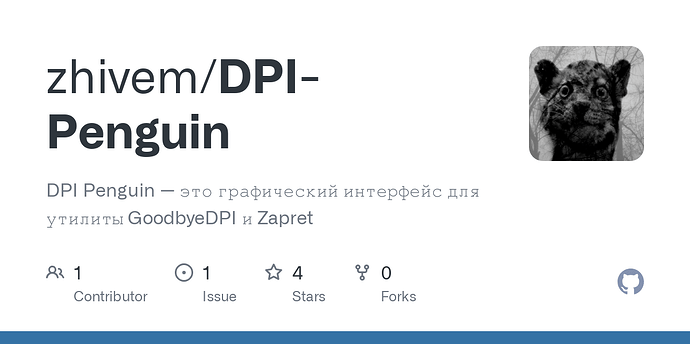 zhivem/DPI-
Penguin
DPI Penguin — это графический интерфейс для
утилиты GoodbyeDPI и Zapret
1
Contributor
1
Issue
4
Stars
0
Forks